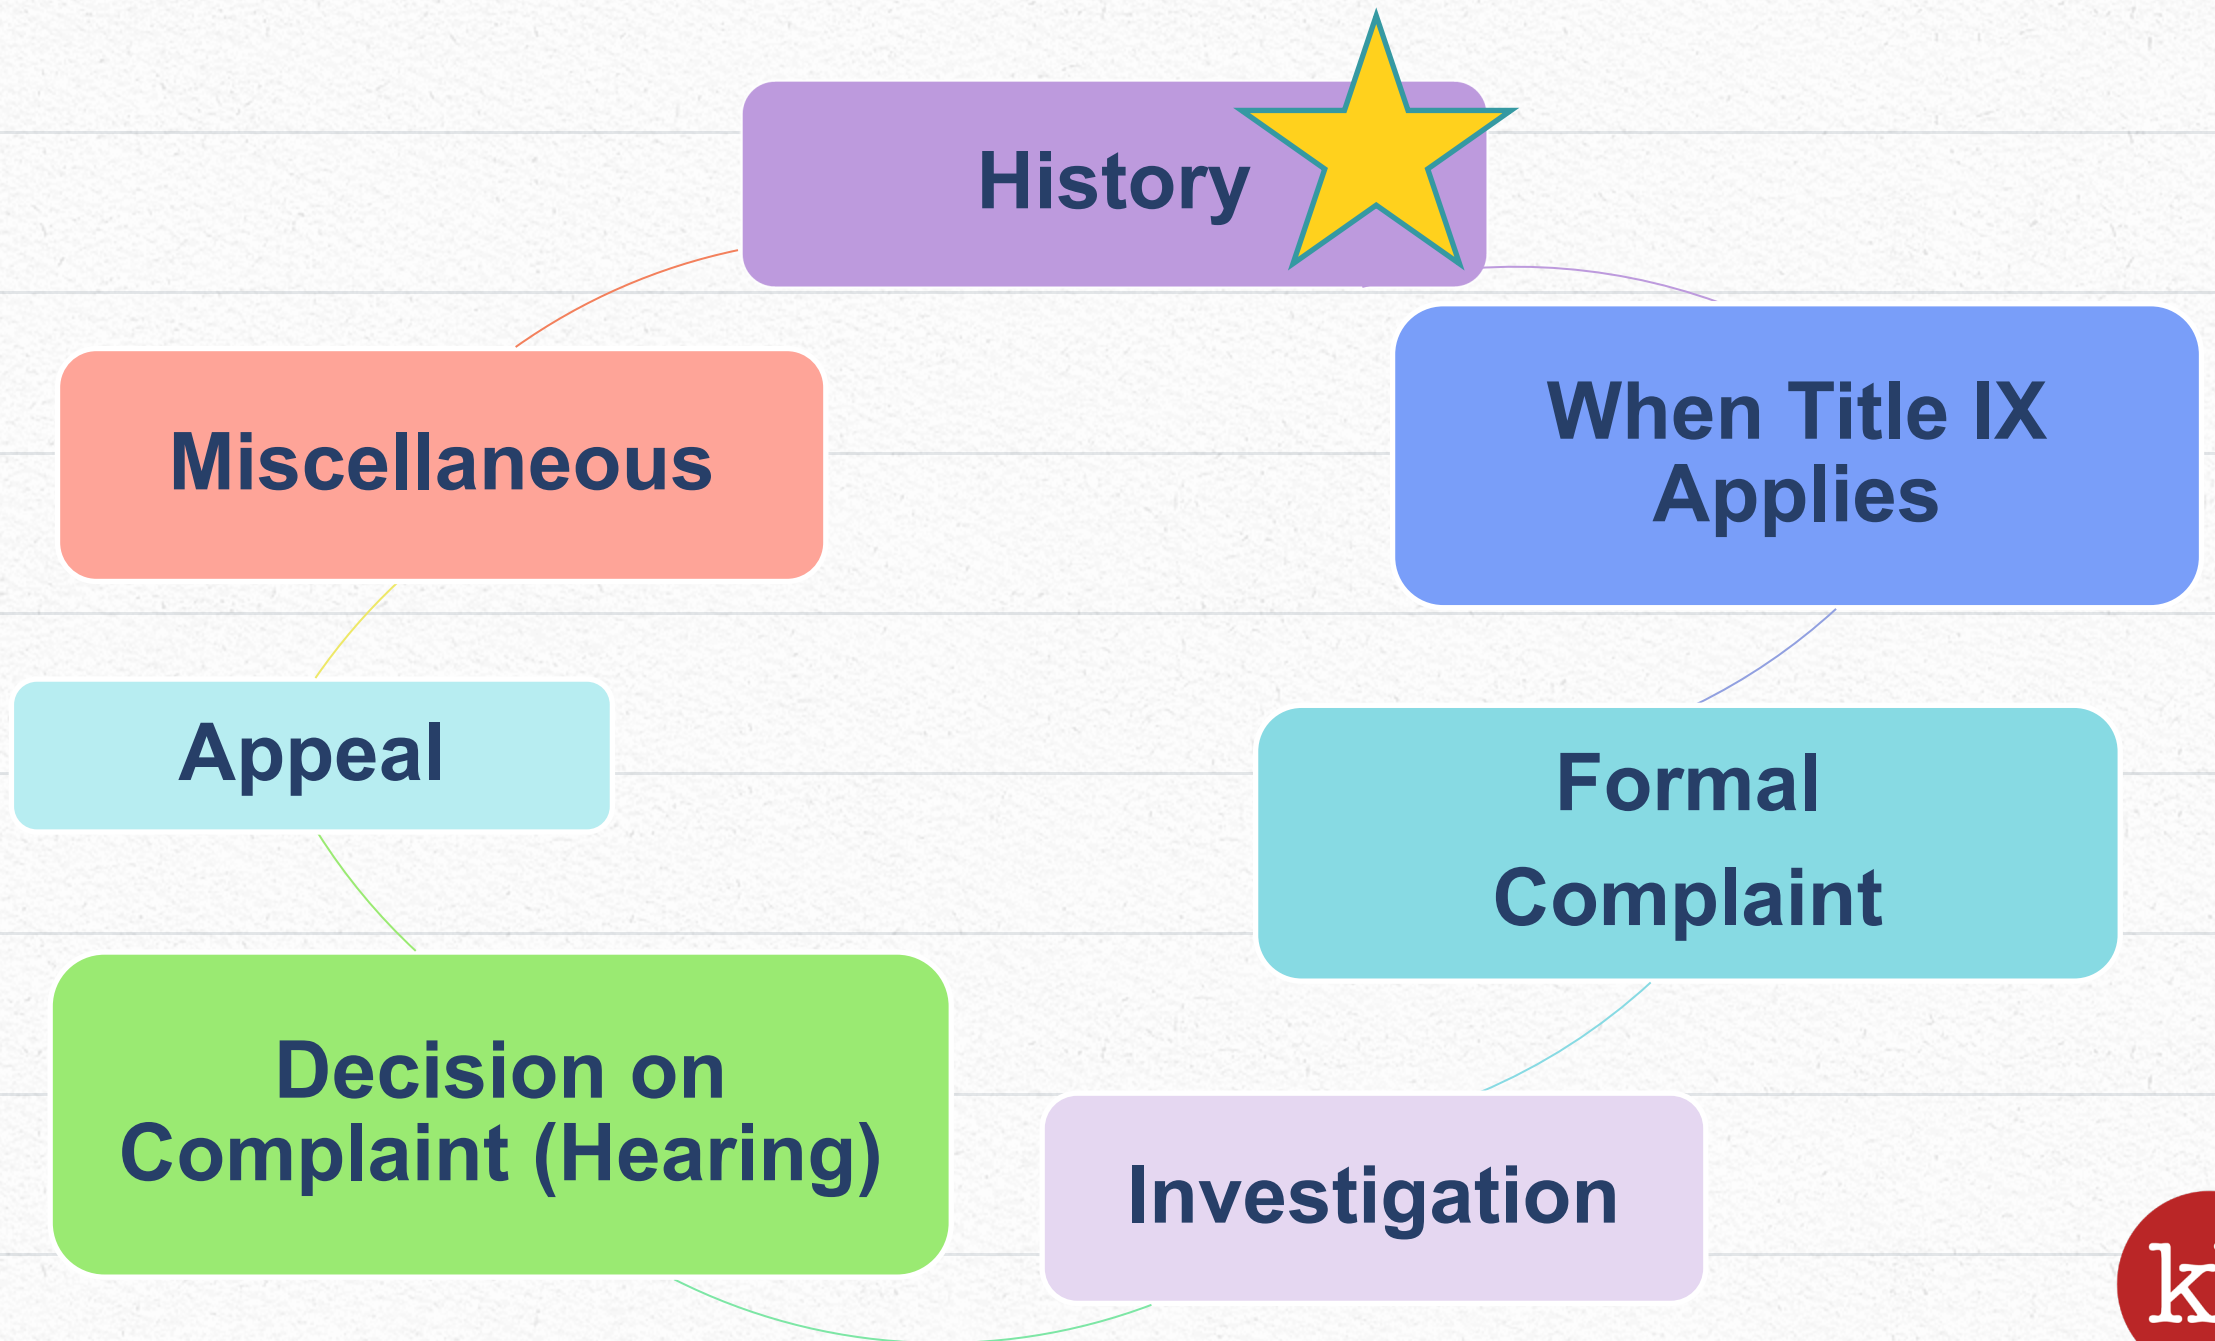 History
When Title IX
Applies
Formal
Complaint
Investigation
Decision on
Complaint (Hearing)
Appeal
Miscellaneous